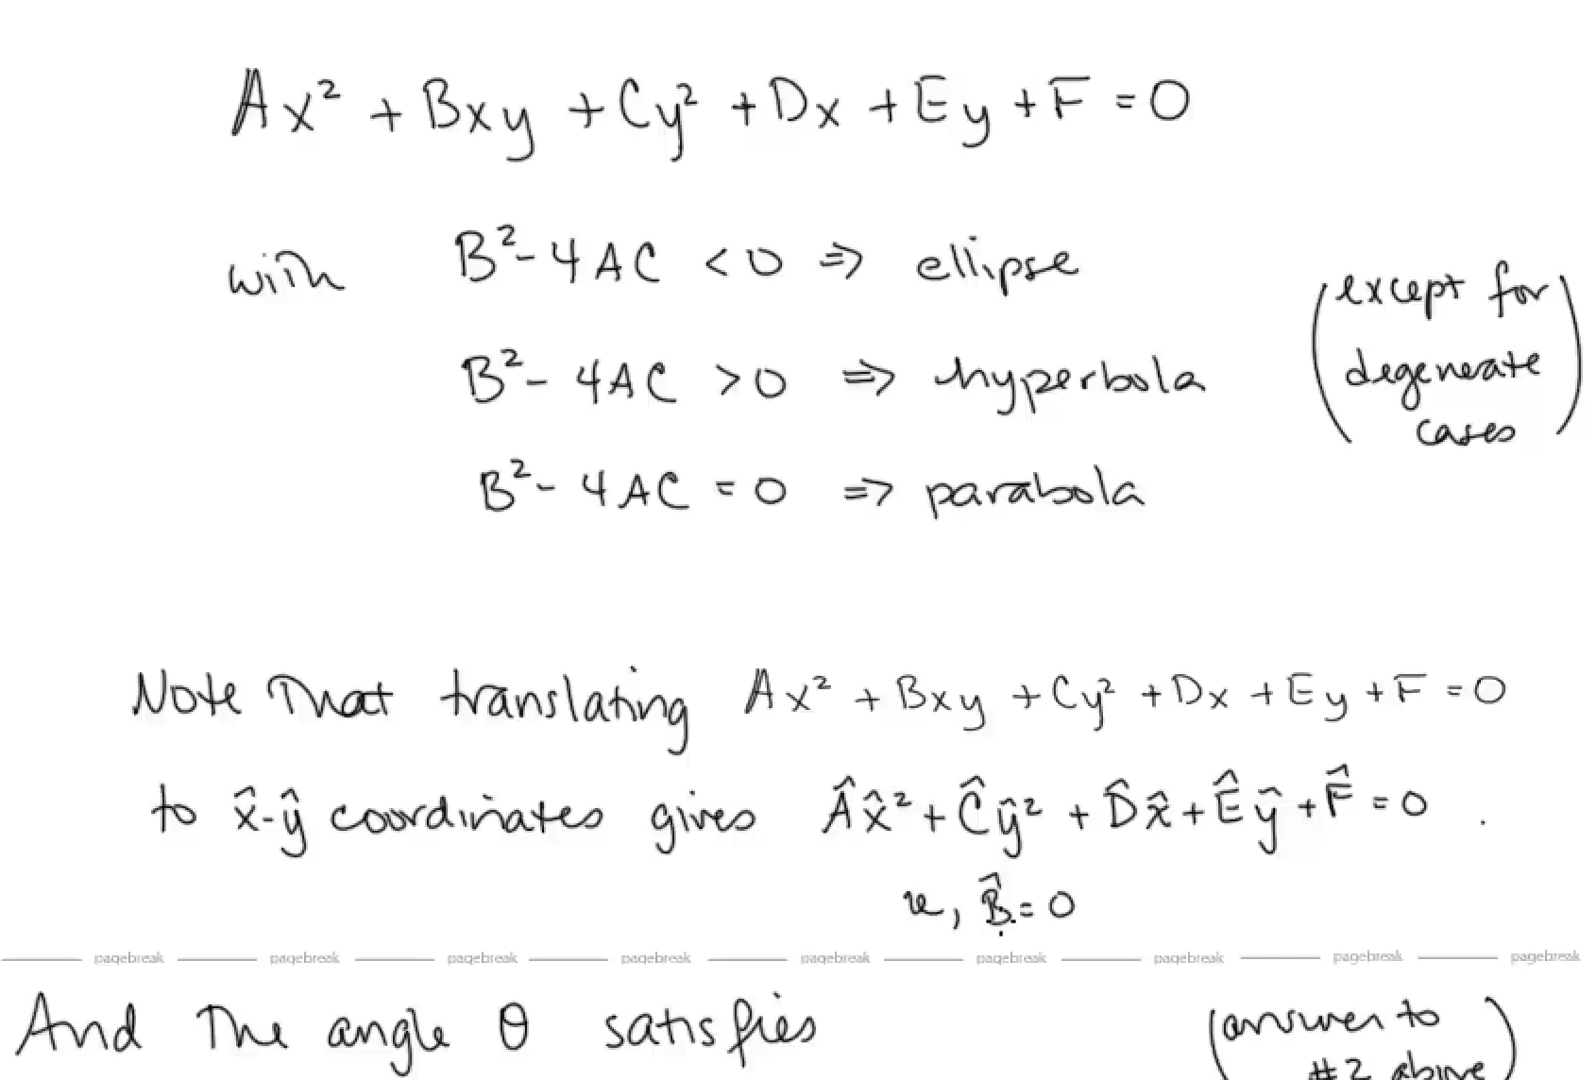 Ax² + Bxy + Cy² + Dx + Ey + F = 0
with B² - 4AC < 0 ⇒ ellipse
(except for
B² - 4AC > 0 ⇒ hyperbola
degenerate
cases)
B² - 4AC = 0 ⇒ parabola
Note That translating Ax² + Bxy + Cy² + Dx + Ey + F = 0
to x̂-ŷ coordinates gives Âx̂² + Ĉŷ² + D̂x̂ + Êŷ + F̂ = 0 .
ie, B̂ = 0
pagebreak pagebreak pagebreak pagebreak pagebreak pagebreak pagebreak pagebreak pagebreak
And The angle θ satisfies
(answer to
#2 above)